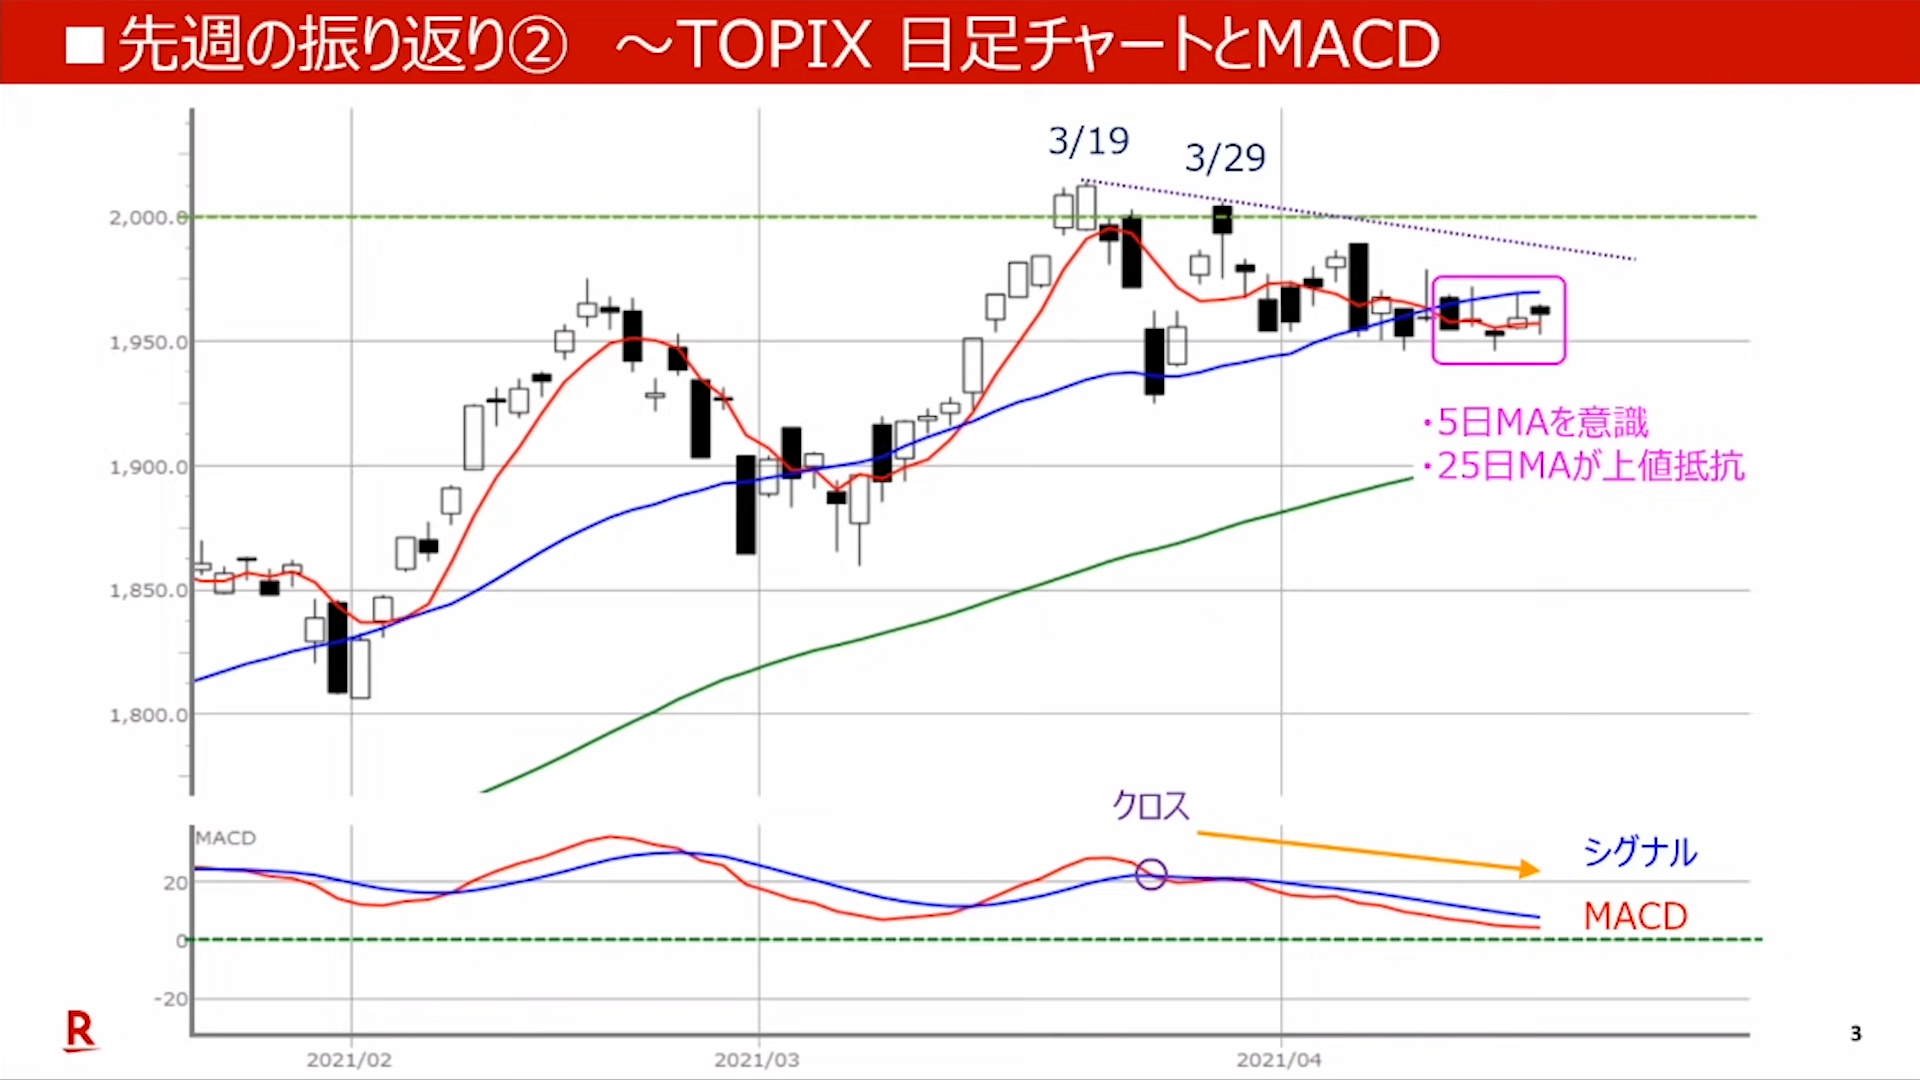 ■先週の振り返り② ～TOPIX 日足チャートとMACD
3/19
3/29
2,000.0
1,950.0
1,900.0
1,850.0
1,800.0
・5日MAを意識
・25日MAが上値抵抗
クロス
MACD
シグナル
MACD
20
0
-20
2021/02
2021/03
2021/04
R
3